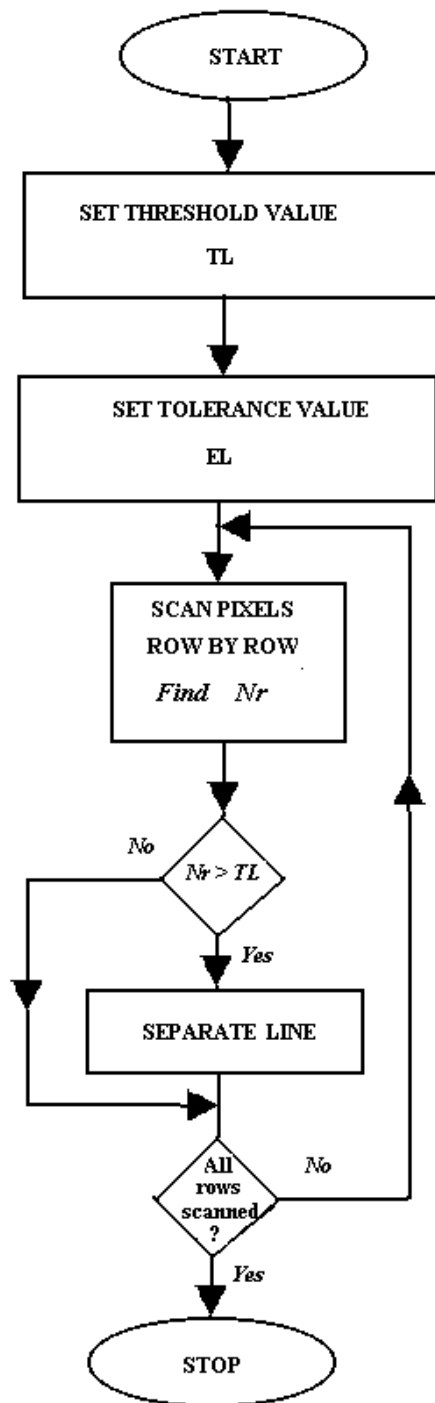 START
SET THRESHOLD VALUE
TL
SET TOLERANCE VALUE
EL
SCAN PIXELS
ROW BY ROW
Find Nr
No
Nr > TL
Yes
SEPARATE LINE
All
rows
scanned
?
No
Yes
STOP